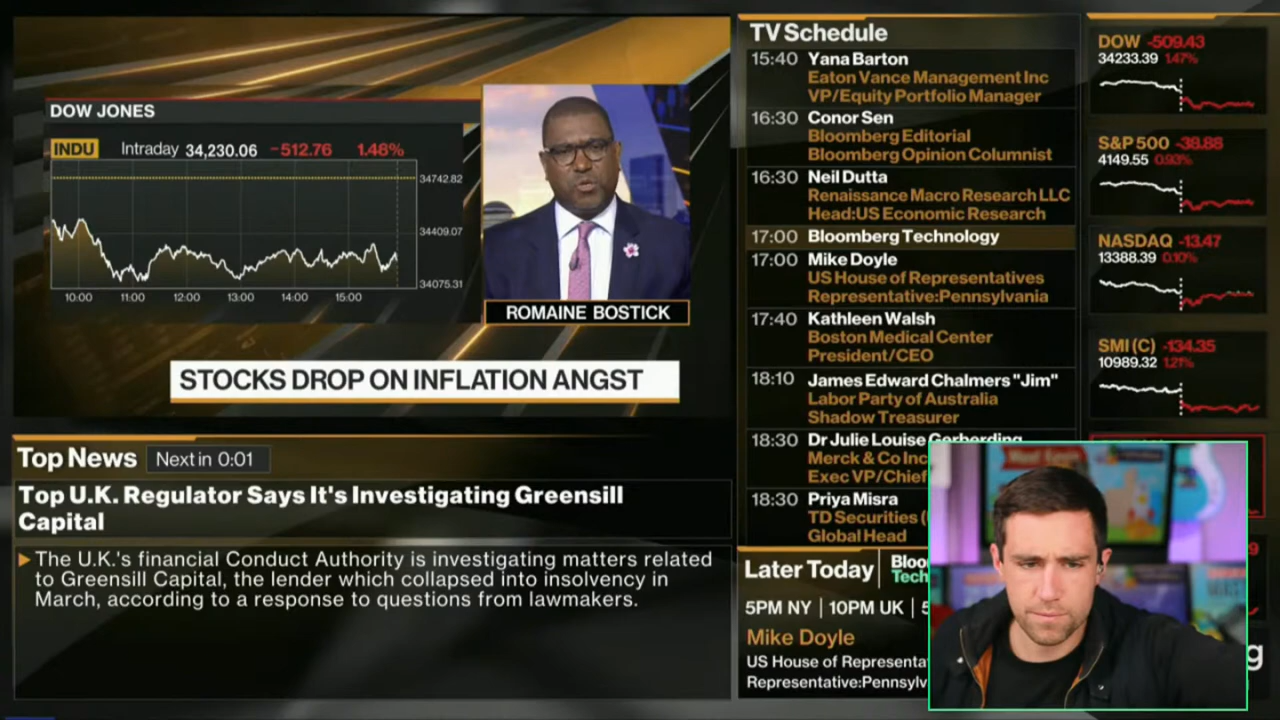 DOW JONES
INDU Intraday 34,230.06 -512.76 1.48%
34742.82
34409.07
34075.31
10:00 11:00 12:00 13:00 14:00 15:00
ROMAINE BOSTICK
STOCKS DROP ON INFLATION ANGST
Top News Next in 0:01
Top U.K. Regulator Says It's Investigating Greensill
Capital
The U.K.'s financial Conduct Authority is investigating matters related
to Greensill Capital, the lender which collapsed into insolvency in
March, according to a response to questions from lawmakers.
TV Schedule
15:40 Yana Barton
Eaton Vance Management Inc
VP/Equity Portfolio Manager
16:30 Conor Sen
Bloomberg Editorial
Bloomberg Opinion Columnist
16:30 Neil Dutta
Renaissance Macro Research LLC
Head:US Economic Research
17:00 Bloomberg Technology
17:00 Mike Doyle
US House of Representatives
Representative:Pennsylvania
17:40 Kathleen Walsh
Boston Medical Center
President/CEO
18:10 James Edward Chalmers "Jim"
Labor Party of Australia
Shadow Treasurer
18:30 Dr Julie Louise Gerberding
Merck & Co Inc
Exec VP/Chief
18:30 Priya Misra
TD Securities (
Global Head
Later Today
5PM NY | 10PM UK |
Mike Doyle
US House of Representa
Representative:Pennsylv
DOW -509.43
34233.39 1.47%
S&P 500 -38.88
4149.55 0.93%
NASDAQ -13.47
13388.39 0.10%
SMI (C) -134.35
10989.32 1.21%